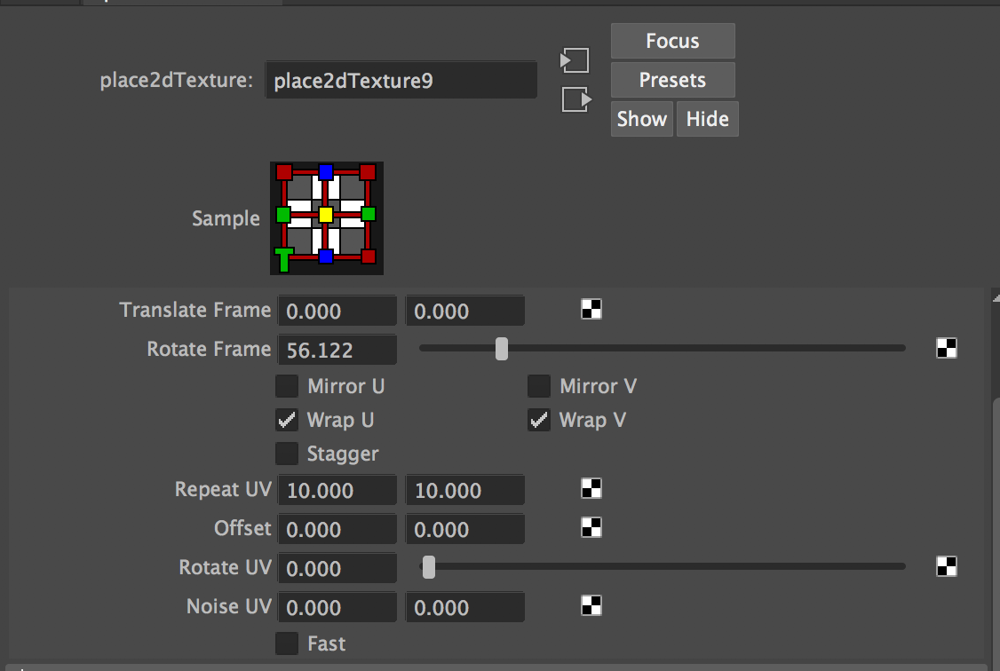 Focus
place2dTexture: place2dTexture9
Presets
Show Hide
Sample
Translate Frame 0.000 0.000
Rotate Frame 56.122
Mirror U Mirror V
Wrap U Wrap V
Stagger
Repeat UV 10.000 10.000
Offset 0.000 0.000
Rotate UV 0.000
Noise UV 0.000 0.000
Fast